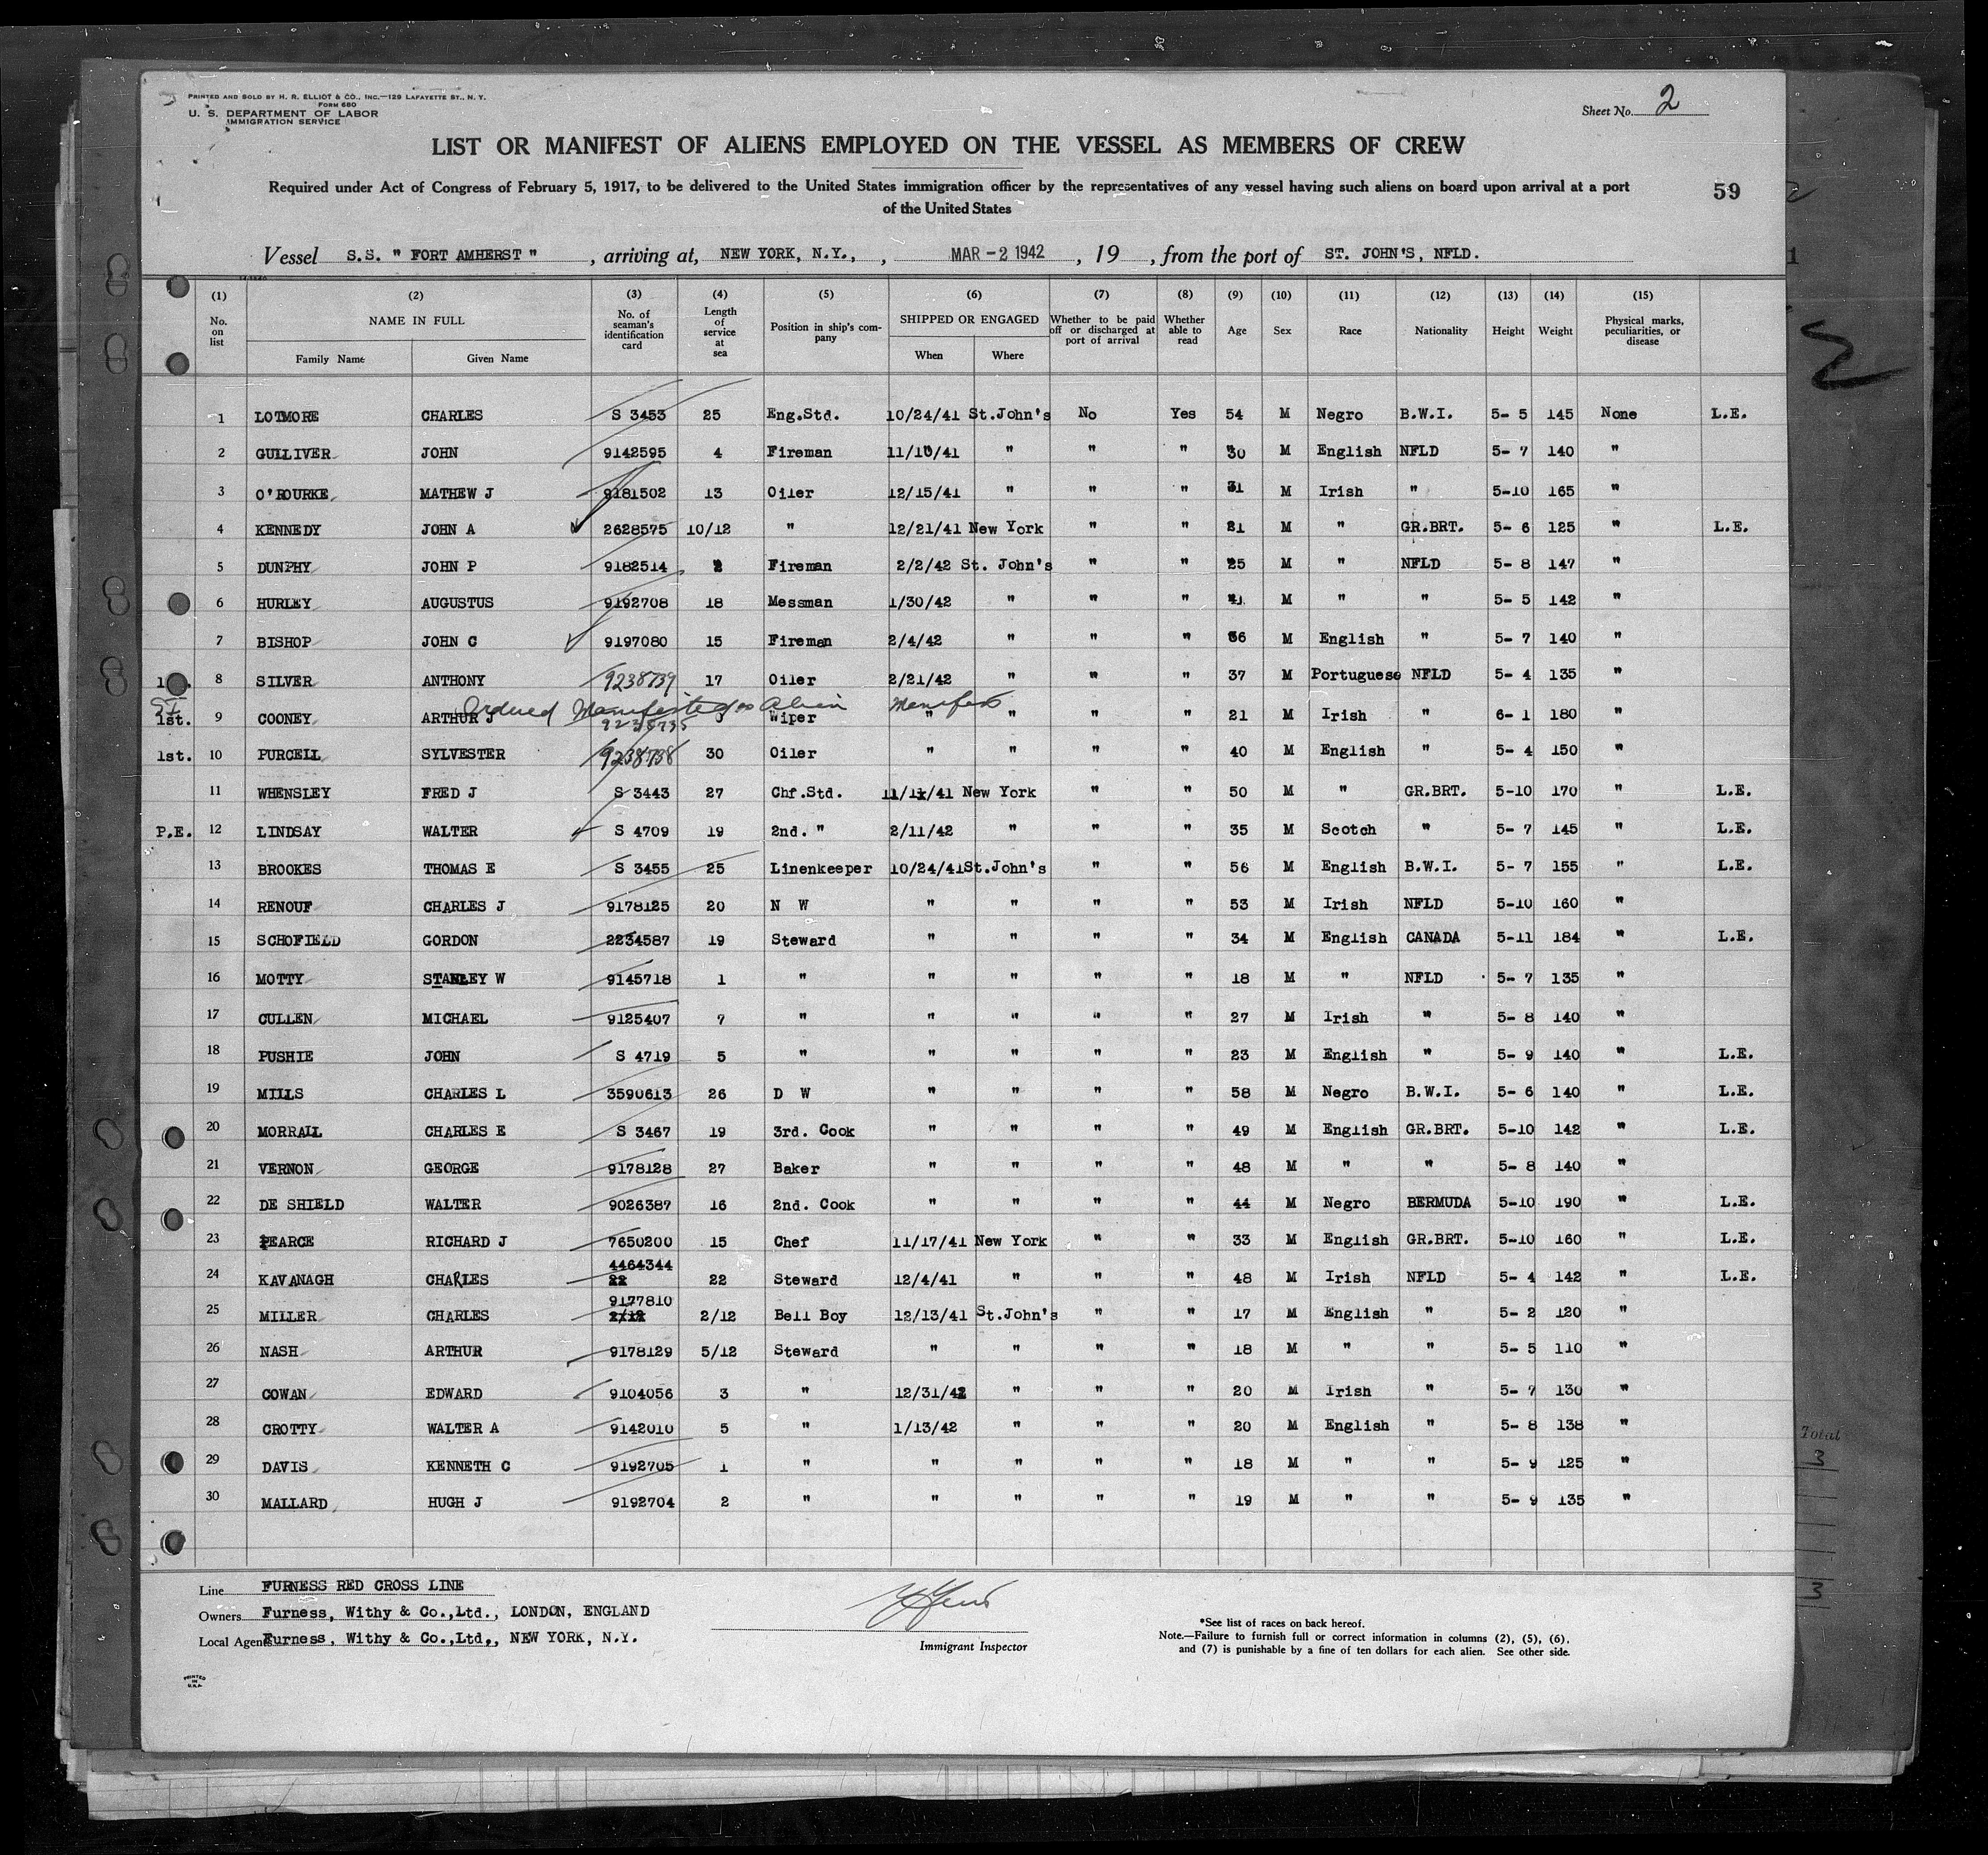 PRINTED AND SOLD BY H. R. ELLIOT & CO., INC.—129 LAFAYETTE ST., N. Y.
FORM 680
U. S. DEPARTMENT OF LABOR
IMMIGRATION SERVICE
Sheet No. 2
LIST OR MANIFEST OF ALIENS EMPLOYED ON THE VESSEL AS MEMBERS OF CREW
Required under Act of Congress of February 5, 1917, to be delivered to the United States immigration officer by the representatives of any vessel having such aliens on board upon arrival at a port
of the United States
59
Vessel S.S. " FORT AMHERST " , arriving at, NEW YORK, N.Y., , MAR -2 1942 , 19 , from the port of ST. JOHN'S, NFLD.
(1) (2) (3) (4) (5) (6) (7) (8) (9) (10) (11) (12) (13) (14) (15)
No. on list NAME IN FULL Family Name Given Name No. of seaman's identification card Length of service at sea Position in ship's company SHIPPED OR ENGAGED When Where Whether to be paid off or discharged at port of arrival Whether able to read Age Sex Race Nationality Height Weight Physical marks, peculiarities, or disease
1 LOTMORE CHARLES S 3453 25 Eng.Std. 10/24/41 St.John's No Yes 54 M Negro B.W.I. 5- 5 145 None L.E.
2 GULLIVER JOHN 9142595 4 Fireman 11/10/41 " " " 30 M English NFLD 5- 7 140 "
3 O'ROURKE MATHEW J 9181502 13 Oiler 12/15/41 " " " 31 M Irish " 5-10 165 "
4 KENNEDY JOHN A 2628575 10/12 " 12/21/41 New York " " 21 M " GR.BRT. 5- 6 125 " L.E.
5 DUNPHY JOHN P 9182514 2 Fireman 2/2/42 St. John's " " 25 M " NFLD 5- 8 147 "
6 HURLEY AUGUSTUS 9192708 18 Messman 1/30/42 " " " 41 M " " 5- 5 142 "
7 BISHOP JOHN C 9197080 15 Fireman 2/4/42 " " " 36 M English " 5- 7 140 "
8 SILVER ANTHONY 9238739 17 Oiler 2/21/42 " " " 37 M Portuguese NFLD 5- 4 135 "
Ordered Manifested as Alien Manifest
1st. 9 COONEY ARTHUR J 3 Wiper " " " " 21 M Irish " 6- 1 180 "
1st. 10 PURCELL SYLVESTER 9238738 30 Oiler " " " " 40 M English " 5- 4 150 "
11 WHENSLEY FRED J S 3443 27 Chf.Std. 11/1x/41 New York " " 50 M " GR.BRT. 5-10 170 " L.E.
P.E. 12 LINDSAY WALTER S 4709 19 2nd. " 2/11/42 " " " 35 M Scotch " 5- 7 145 " L.E.
13 BROOKES THOMAS E S 3455 25 Linenkeeper 10/24/41 St.John's " " 56 M English B.W.I. 5- 7 155 " L.E.
14 RENOUF CHARLES J 9178125 20 N W " " " " 53 M Irish NFLD 5-10 160 "
15 SCHOFIELD GORDON 2234587 19 Steward " " " " 34 M English CANADA 5-11 184 " L.E.
16 MOTTY STANLEY W 9145718 1 " " " " " 18 M " NFLD 5- 7 135 "
17 CULLEN MICHAEL 9125407 7 " " " " " 27 M Irish " 5- 8 140 "
18 PUSHIE JOHN S 4719 5 " " " " " 23 M English " 5- 9 140 " L.E.
19 MILLS CHARLES L 3590613 26 D W " " " " 58 M Negro B.W.I. 5- 6 140 " L.E.
20 MORRAIL CHARLES E S 3467 19 3rd. Cook " " " " 49 M English GR.BRT. 5-10 142 " L.E.
21 VERNON GEORGE 9178128 27 Baker " " " " 48 M " " 5- 8 140 "
22 DE SHIELD WALTER 9026387 16 2nd. Cook " " " " 44 M Negro BERMUDA 5-10 190 " L.E.
23 PEARCE RICHARD J 7650200 15 Chef 11/17/41 New York " " 33 M English GR.BRT. 5-10 160 " L.E.
24 KAVANAGH CHARLES 4464344 22 22 Steward 12/4/41 " " " 48 M Irish NFLD 5- 4 142 " L.E.
25 MILLER CHARLES 9177810 2/12 2/12 Bell Boy 12/13/41 St.John's " " 17 M English " 5- 2 120 "
26 NASH ARTHUR 9178129 5/12 Steward " " " " 18 M " " 5- 5 110 "
27 COWAN EDWARD 9104056 3 " 12/31/42 " " " 20 M Irish " 5- 7 130 "
28 CROTTY WALTER A 9142010 5 " 1/13/42 " " " 20 M English " 5- 8 138 "
29 DAVIS KENNETH C 9192705 1 " " " " " 18 M " " 5- 9 125 "
30 MALLARD HUGH J 9192704 2 " " " " " 19 M " " 5- 9 135 "
Total
3
3
Line FURNESS RED CROSS LINE
Owners Furness, Withy & Co.,Ltd., LONDON, ENGLAND
Local Agents Furness, Withy & Co.,Ltd., NEW YORK, N.Y.
Immigrant Inspector
*See list of races on back hereof.
Note.—Failure to furnish full or correct information in columns (2), (5), (6),
and (7) is punishable by a fine of ten dollars for each alien. See other side.
PRINTED
IN
U.S.A.